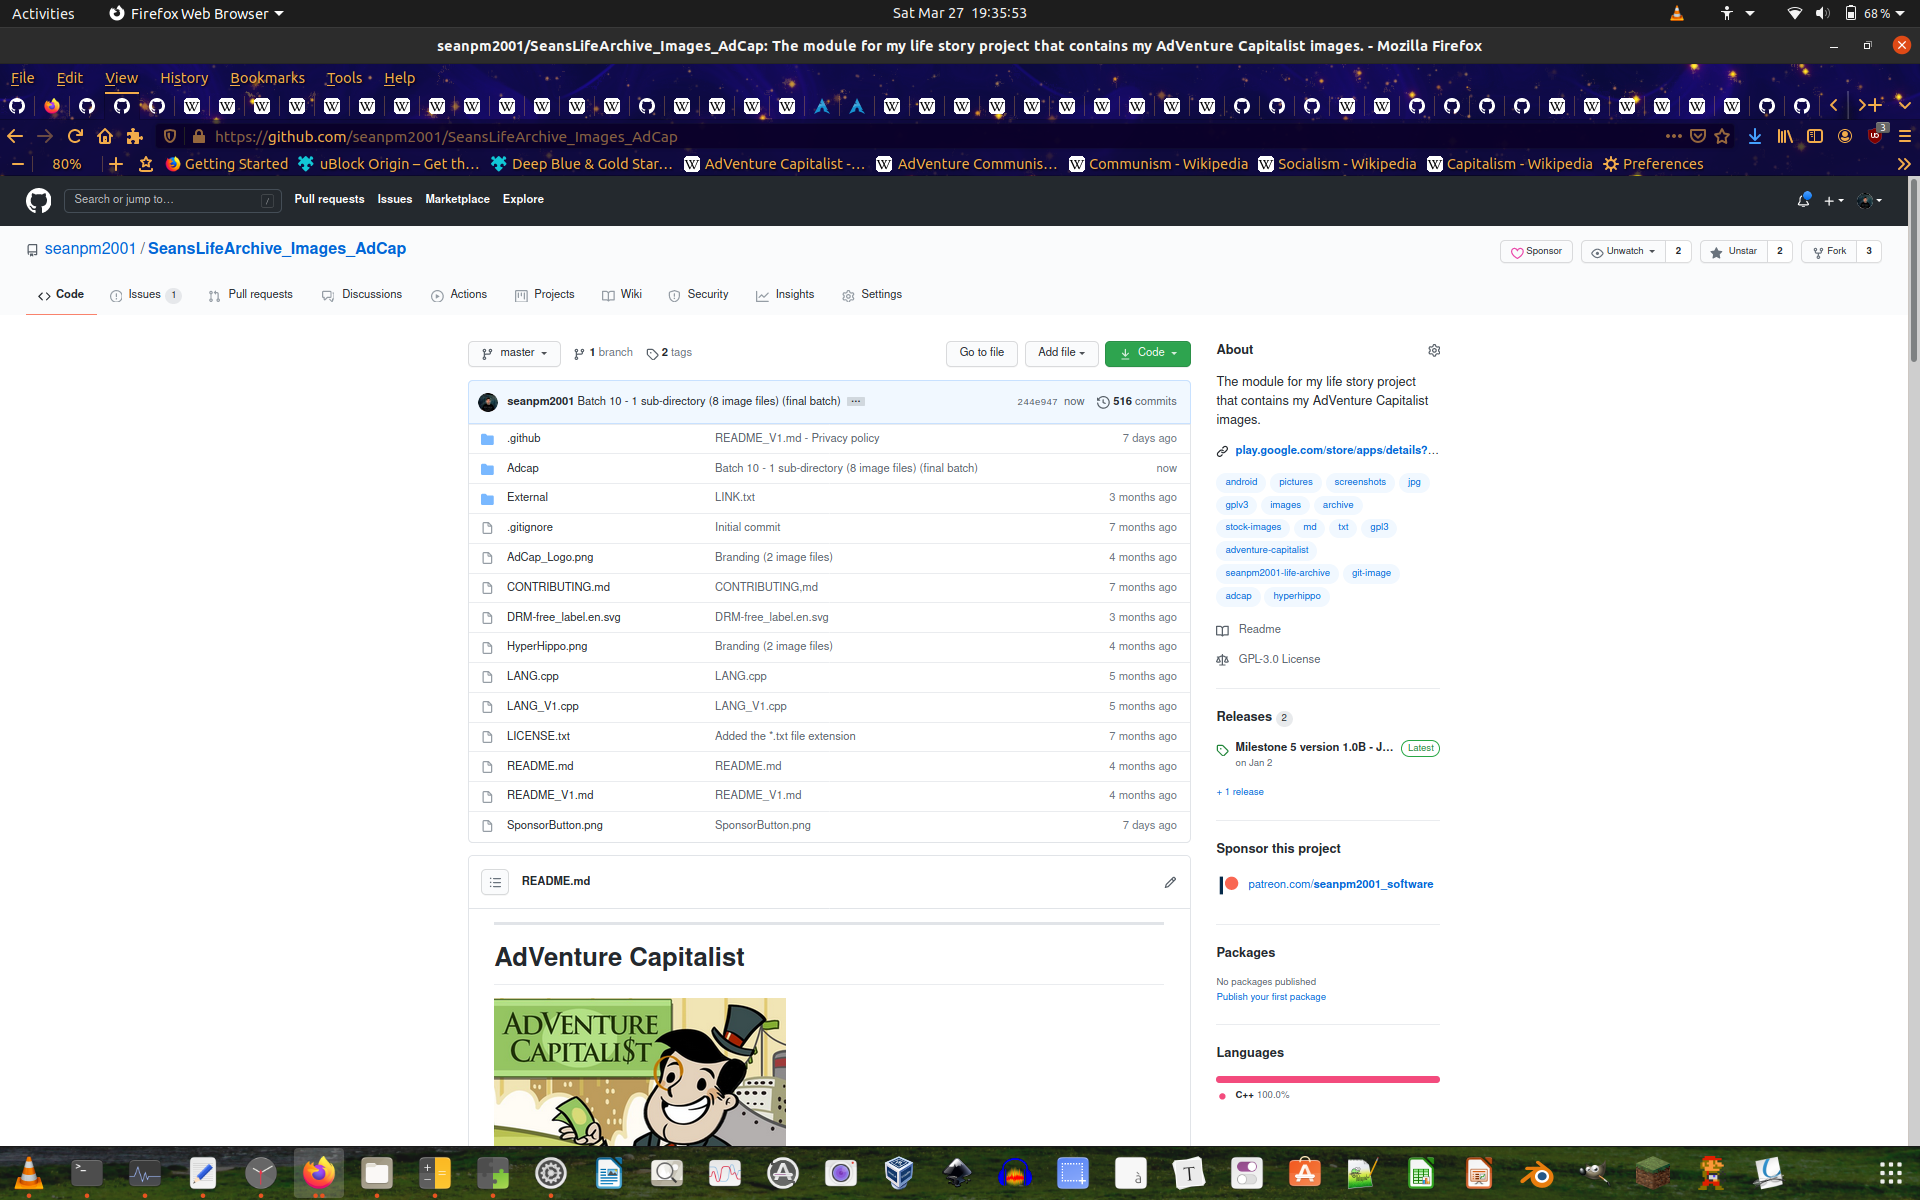 Activities Firefox Web Browser Sat Mar 27 19:35:53 68 %
seanpm2001/SeansLifeArchive_Images_AdCap: The module for my life story project that contains my AdVenture Capitalist images. - Mozilla Firefox
File Edit View History Bookmarks Tools Help
https://github.com/seanpm2001/SeansLifeArchive_Images_AdCap 3
80% Getting Started uBlock Origin – Get th… Deep Blue & Gold Star… AdVenture Capitalist -… AdVenture Communis… Communism - Wikipedia Socialism - Wikipedia Capitalism - Wikipedia Preferences
Search or jump to… / Pull requests Issues Marketplace Explore
seanpm2001 / SeansLifeArchive_Images_AdCap Sponsor Unwatch 2 Unstar 2 Fork 3
Code Issues 1 Pull requests Discussions Actions Projects Wiki Security Insights Settings
master 1 branch 2 tags Go to file Add file Code
seanpm2001 Batch 10 - 1 sub-directory (8 image files) (final batch) ... 244e947 now 516 commits
.github README_V1.md - Privacy policy 7 days ago
Adcap Batch 10 - 1 sub-directory (8 image files) (final batch) now
External LINK.txt 3 months ago
.gitignore Initial commit 7 months ago
AdCap_Logo.png Branding (2 image files) 4 months ago
CONTRIBUTING.md CONTRIBUTING,md 7 months ago
DRM-free_label.en.svg DRM-free_label.en.svg 3 months ago
HyperHippo.png Branding (2 image files) 4 months ago
LANG.cpp LANG.cpp 5 months ago
LANG_V1.cpp LANG_V1.cpp 5 months ago
LICENSE.txt Added the *.txt file extension 7 months ago
README.md README.md 4 months ago
README_V1.md README_V1.md 4 months ago
SponsorButton.png SponsorButton.png 7 days ago
README.md
AdVenture Capitalist
ADVENTURE
CAPITALI$T
About
The module for my life story project
that contains my AdVenture Capitalist
images.
play.google.com/store/apps/details?…
android pictures screenshots jpg
gplv3 images archive
stock-images md txt gpl3
adventure-capitalist
seanpm2001-life-archive git-image
adcap hyperhippo
Readme
GPL-3.0 License
Releases 2
Milestone 5 version 1.0B - J… Latest
on Jan 2
+ 1 release
Sponsor this project
patreon.com/seanpm2001_software
Packages
No packages published
Publish your first package
Languages
C++ 100.0%